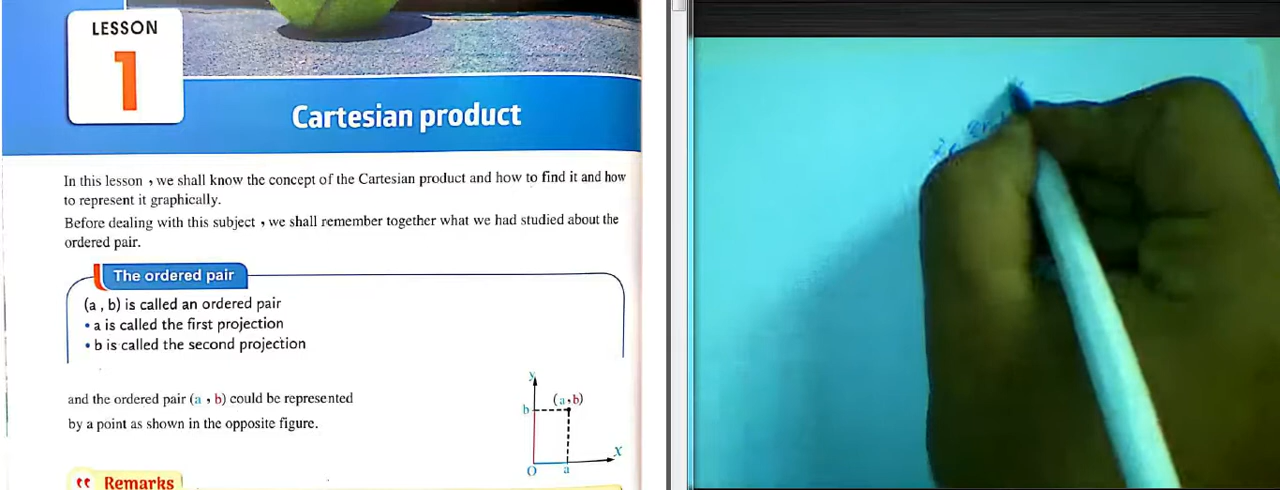 LESSON
1
Cartesian product
In this lesson , we shall know the concept of the Cartesian product and how to find it and how
to represent it graphically.
Before dealing with this subject , we shall remember together what we had studied about the
ordered pair.
The ordered pair
(a , b) is called an ordered pair
• a is called the first projection
• b is called the second projection
and the ordered pair (a , b) could be represented
by a point as shown in the opposite figure.
y
(a , b)
b
X
O a
Remarks